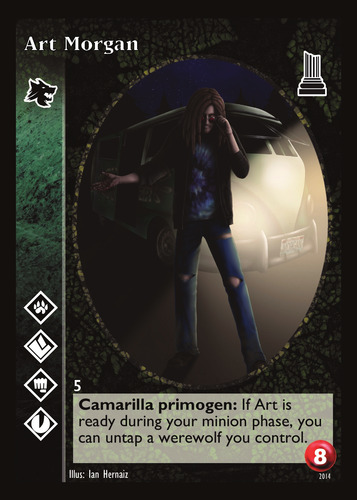 Art Morgan
5
Camarilla primogen: If Art is
ready during your minion phase, you
can untap a werewolf you control.
8
Illus: Ian Hernaiz
2014